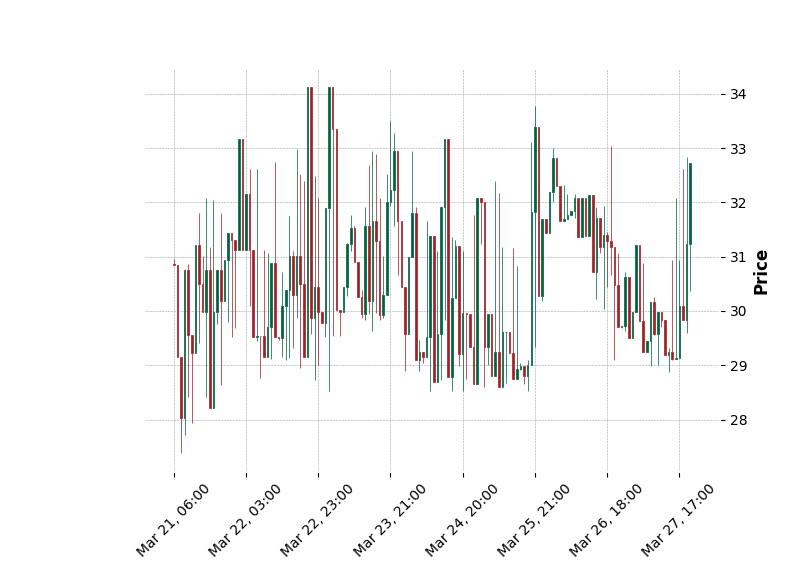 34
33
32
31
30
29
28
Price
Mar 21, 06:00
Mar 22, 03:00
Mar 22, 23:00
Mar 23, 21:00
Mar 24, 20:00
Mar 25, 21:00
Mar 26, 18:00
Mar 27, 17:00